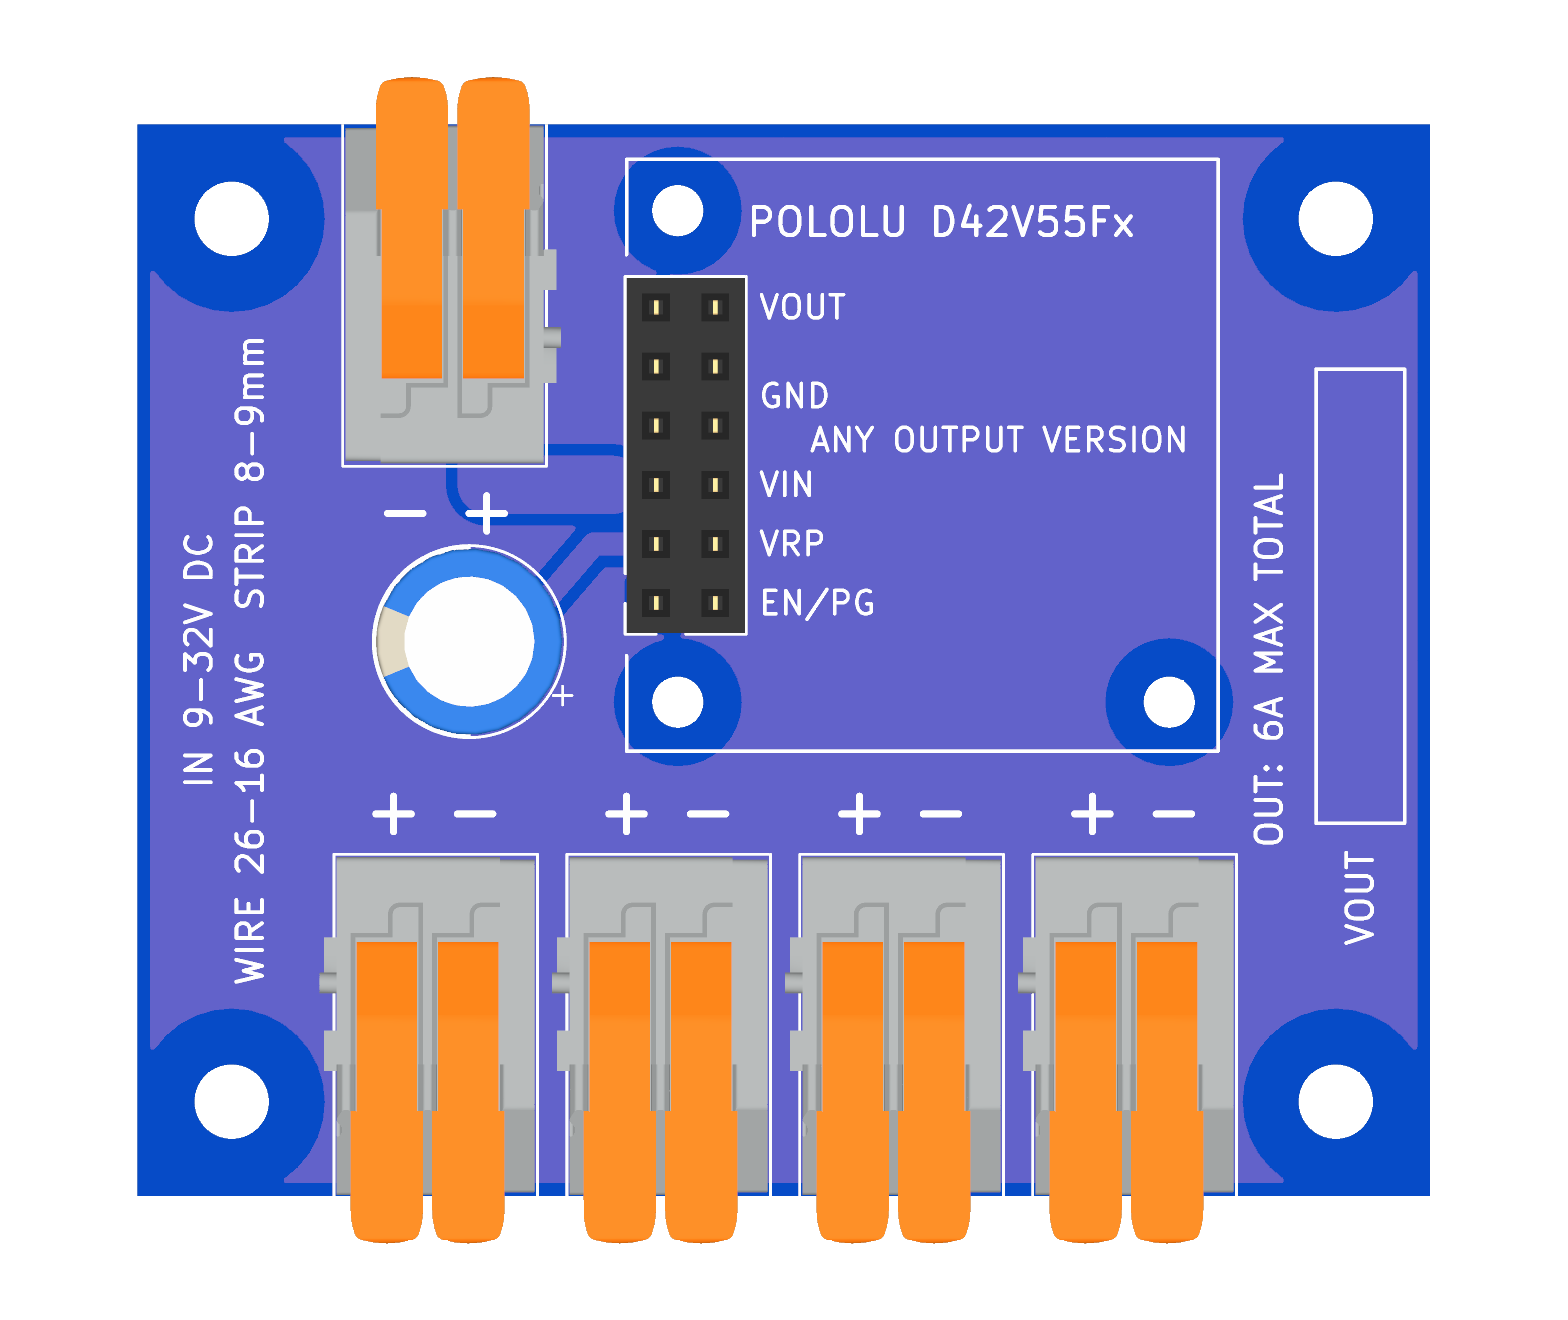 POLOLU D42V55Fx
VOUT
GND
ANY OUTPUT VERSION
VIN
VRP
EN/PG
- +
+
IN 9-32V DC
WIRE 26-16 AWG STRIP 8-9mm
OUT: 6A MAX TOTAL
VOUT
+ - + - + - + -